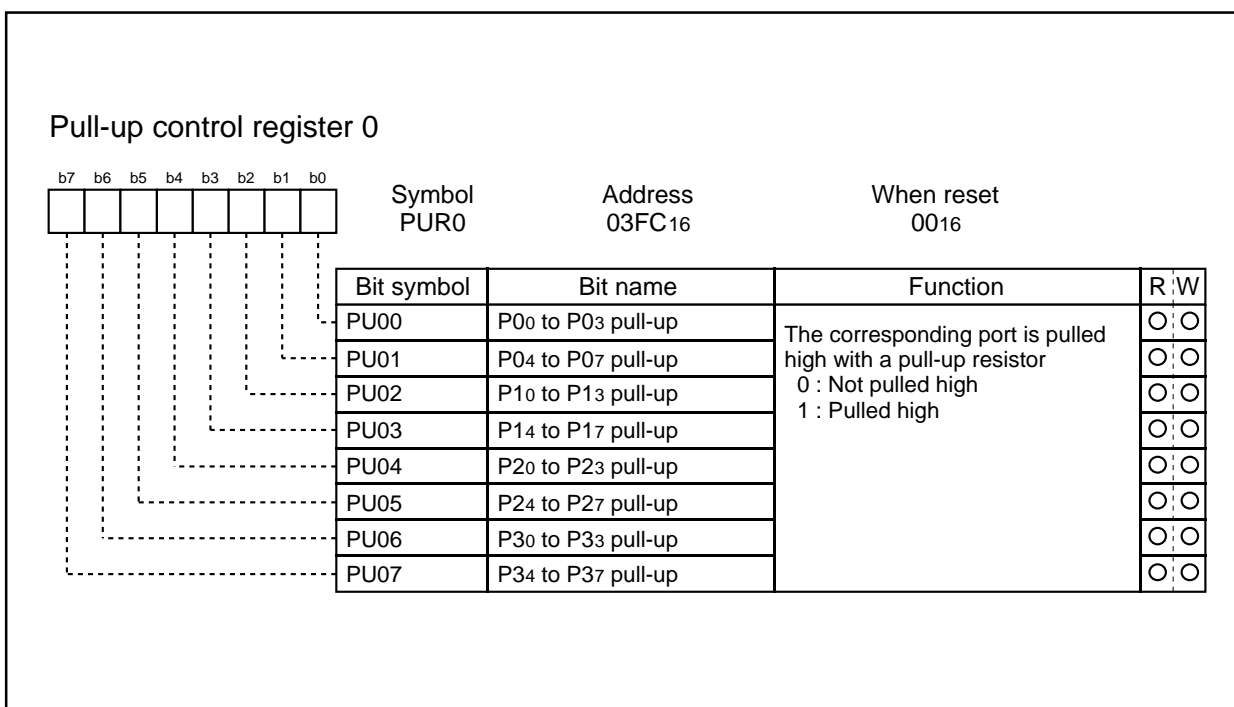 Pull-up control register 0
b7 b6 b5 b4 b3 b2 b1 b0
Symbol Address When reset
PUR0 03FC16 0016
Bit symbol Bit name Function R W
PU00 P00 to P03 pull-up
The corresponding port is pulled
high with a pull-up resistor
0 : Not pulled high
1 : Pulled high
PU01 P04 to P07 pull-up
PU02 P10 to P13 pull-up
PU03 P14 to P17 pull-up
PU04 P20 to P23 pull-up
PU05 P24 to P27 pull-up
PU06 P30 to P33 pull-up
PU07 P34 to P37 pull-up